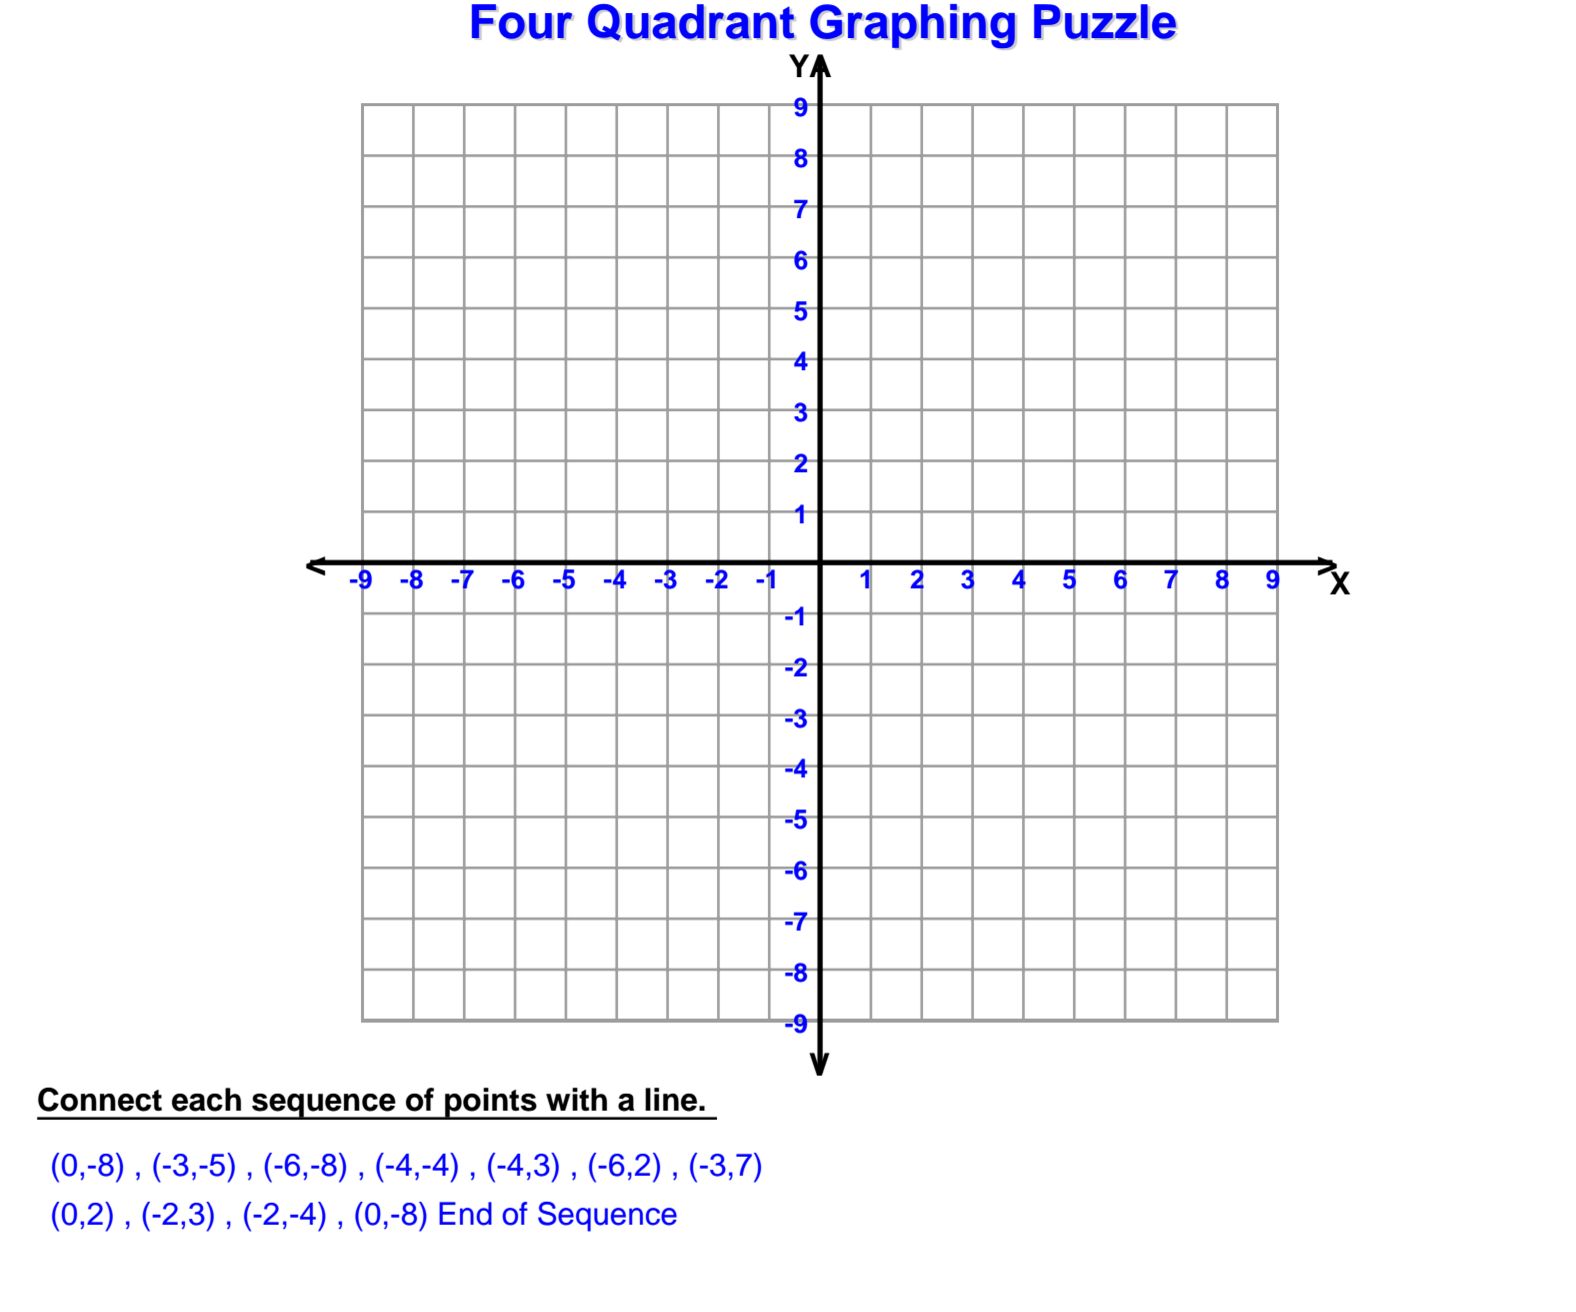 Four Quadrant Graphing Puzzle
Y
9
8
7
6
5
4
3
2
1
-9 -8 -7 -6 -5 -4 -3 -2 -1 1 2 3 4 5 6 7 8 9
X
-1
-2
-3
-4
-5
-6
-7
-8
-9
Connect each sequence of points with a line.
(0,-8) , (-3,-5) , (-6,-8) , (-4,-4) , (-4,3) , (-6,2) , (-3,7)
(0,2) , (-2,3) , (-2,-4) , (0,-8) End of Sequence